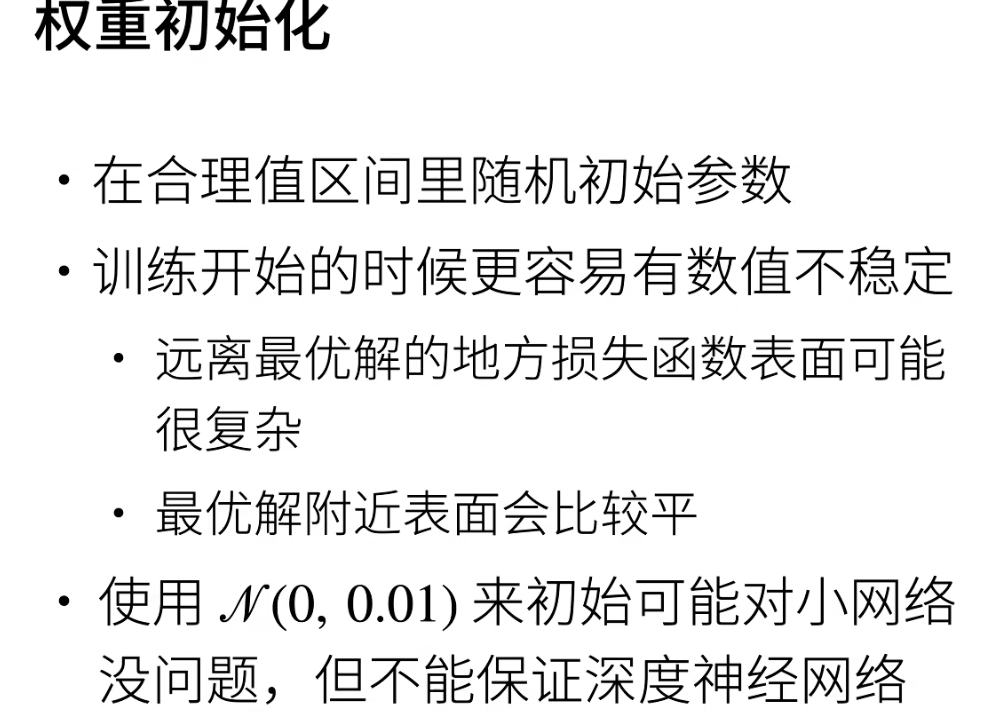 权重初始化
• 在合理值区间里随机初始参数
• 训练开始的时候更容易有数值不稳定
• 远离最优解的地方损失函数表面可能
很复杂
• 最优解附近表面会比较平
• 使用 𝒩(0, 0.01) 来初始可能对小网络
没问题，但不能保证深度神经网络